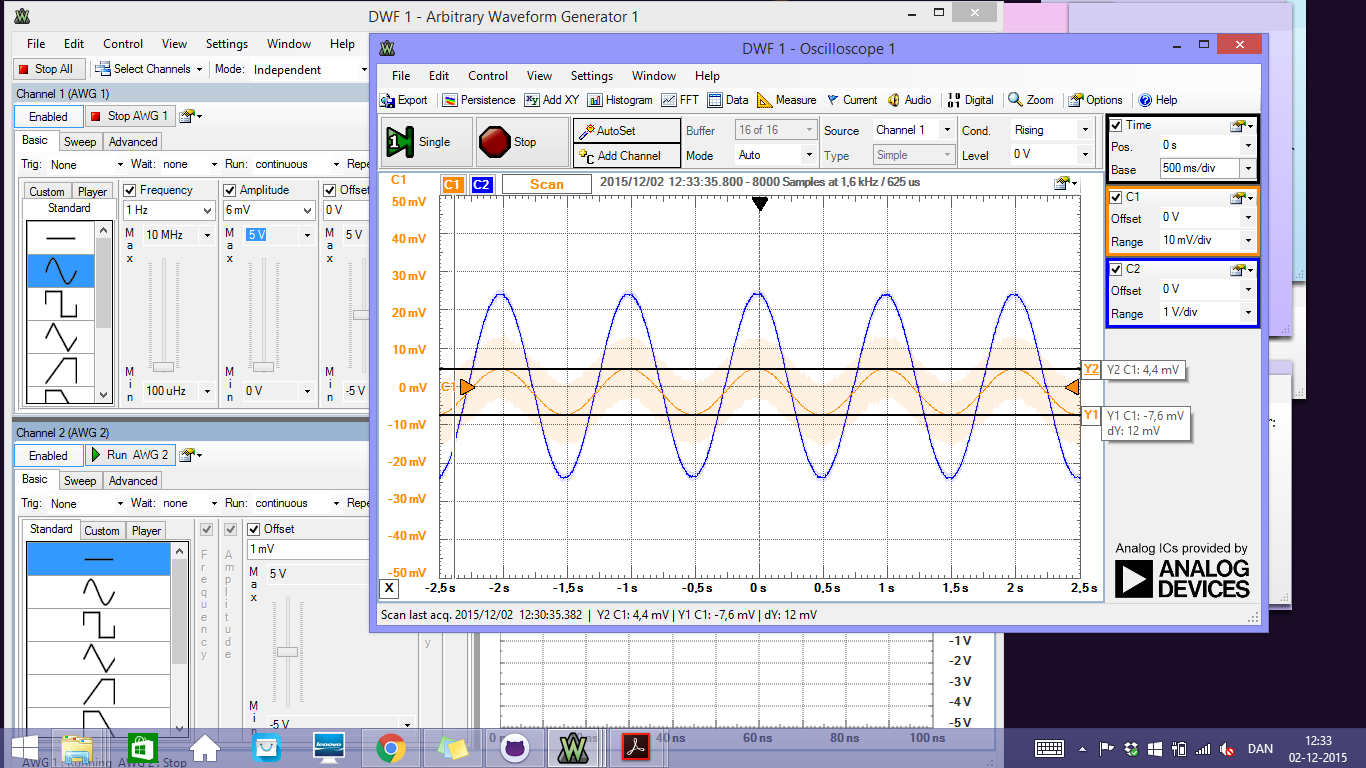 DWF 1 - Arbitrary Waveform Generator 1
File Edit Control View Settings Window Help
Stop All Select Channels Mode: Independent
Channel 1 (AWG 1)
Enabled Stop AWG 1
Basic Sweep Advanced
Trig: None Wait: none Run: continuous Repe
Custom Player
Standard
Frequency Amplitude Offset
1 Hz 6 mV 0 V
Max 10 MHz Max 5 V 5 V
Min 100 uHz Min 0 V -5 V
Channel 2 (AWG 2)
Enabled Run AWG 2
Basic Sweep Advanced
Trig: None Wait: none Run: continuous Repe
Standard Custom Player
Frequency
Amplitude
Offset
1 mV
Max 5 V
Min -5 V
DWF 1 - Oscilloscope 1
File Edit Control View Settings Window Help
Export Persistence Add XY Histogram FFT Data Measure Current Audio Digital Zoom Options Help
Single Stop AutoSet Add Channel
Buffer 16 of 16 Source Channel 1 Cond. Rising
Mode Auto Type Simple Level 0 V
C1 C1 C2 Scan 2015/12/02 12:33:35.800 - 8000 Samples at 1,6 kHz / 625 us
50 mV
40 mV
30 mV
20 mV
10 mV
0 mV
-10 mV
-20 mV
-30 mV
-40 mV
-50 mV
C1
X -2,5 s -2 s -1,5 s -1 s -0,5 s 0 s 0,5 s 1 s 1,5 s 2 s 2,5 s
Time
Pos. 0 s
Base 500 ms/div
C1
Offset 0 V
Range 10 mV/div
C2
Offset 0 V
Range 1 V/div
Y2 Y2 C1: 4,4 mV
Y1 Y1 C1: -7,6 mV
dY: 12 mV
Analog ICs provided by
ANALOG
DEVICES
Scan last acq. 2015/12/02 12:30:35.382 | Y2 C1: 4,4 mV | Y1 C1: -7,6 mV | dY: 12 mV
-1 V
-2 V
-3 V
-4 V
-5 V
40 ns 60 ns 80 ns 100 ns
AWG 1: Running AWG 2: Stop
lenovo
DAN
12:33
02-12-2015